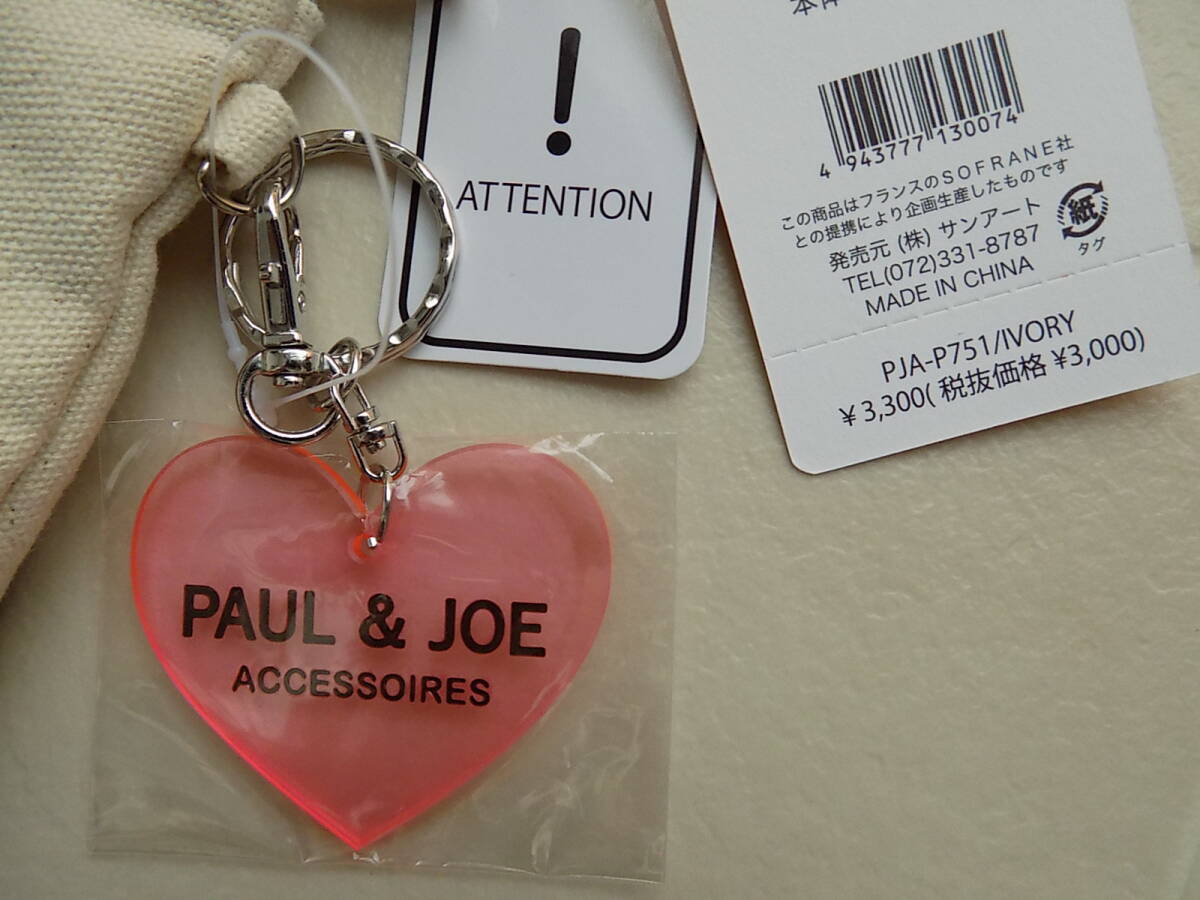 !
ATTENTION
本体
4 943777 130074
この商品はフランスのSOFRANE社
との提携により企画生産したものです
発売元 (株) サンアート
TEL(072)331-8787
MADE IN CHINA
紙
タグ
PJA-P751/IVORY
¥3,300(税抜価格 ¥3,000)
PAUL & JOE
ACCESSOIRES